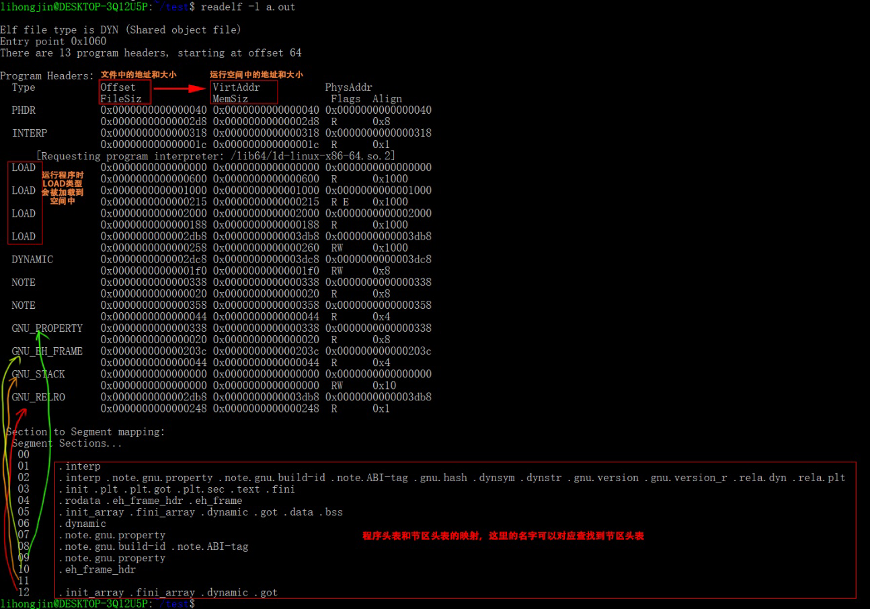 lihongjin@DESKTOP-3Q12U5P:~/test$ readelf -l a.out
Elf file type is DYN (Shared object file)
Entry point 0x1060
There are 13 program headers, starting at offset 64
Program Headers: 文件中的地址和大小 运行空间中的地址和大小
Type Offset VirtAddr PhysAddr
FileSiz MemSiz Flags Align
PHDR 0x0000000000000040 0x0000000000000040 0x0000000000000040
0x00000000000002d8 0x00000000000002d8 R 0x8
INTERP 0x0000000000000318 0x0000000000000318 0x0000000000000318
0x000000000000001c 0x000000000000001c R 0x1
[Requesting program interpreter: /lib64/ld-linux-x86-64.so.2]
LOAD 0x0000000000000000 0x0000000000000000 0x0000000000000000
0x0000000000000600 0x0000000000000600 R 0x1000
LOAD 0x0000000000001000 0x0000000000001000 0x0000000000001000
0x0000000000000215 0x0000000000000215 R E 0x1000
LOAD 0x0000000000002000 0x0000000000002000 0x0000000000002000
0x0000000000000188 0x0000000000000188 R 0x1000
LOAD 0x0000000000002db8 0x0000000000003db8 0x0000000000003db8
0x0000000000000258 0x0000000000000260 RW 0x1000
运行程序时
LOAD类型
会被加载到
空间中
DYNAMIC 0x0000000000002dc8 0x0000000000003dc8 0x0000000000003dc8
0x00000000000001f0 0x00000000000001f0 RW 0x8
NOTE 0x0000000000000338 0x0000000000000338 0x0000000000000338
0x0000000000000020 0x0000000000000020 R 0x8
NOTE 0x0000000000000358 0x0000000000000358 0x0000000000000358
0x0000000000000044 0x0000000000000044 R 0x4
GNU_PROPERTY 0x0000000000000338 0x0000000000000338 0x0000000000000338
0x0000000000000020 0x0000000000000020 R 0x8
GNU_EH_FRAME 0x000000000000203c 0x000000000000203c 0x000000000000203c
0x0000000000000044 0x0000000000000044 R 0x4
GNU_STACK 0x0000000000000000 0x0000000000000000 0x0000000000000000
0x0000000000000000 0x0000000000000000 RW 0x10
GNU_RELRO 0x0000000000002db8 0x0000000000003db8 0x0000000000003db8
0x0000000000000248 0x0000000000000248 R 0x1
Section to Segment mapping:
Segment Sections...
00
01 .interp
02 .interp .note.gnu.property .note.gnu.build-id .note.ABI-tag .gnu.hash .dynsym .dynstr .gnu.version .gnu.version_r .rela.dyn .rela.plt
03 .init .plt .plt.got .plt.sec .text .fini
04 .rodata .eh_frame_hdr .eh_frame
05 .init_array .fini_array .dynamic .got .data .bss
06 .dynamic
07 .note.gnu.property
程序头表和节区头表的映射，这里的名字可以对应查找到节区头表
08 .note.gnu.build-id .note.ABI-tag
09 .note.gnu.property
10 .eh_frame_hdr
11
12 .init_array .fini_array .dynamic .got
lihongjin@DESKTOP-3Q12U5P:~/test$